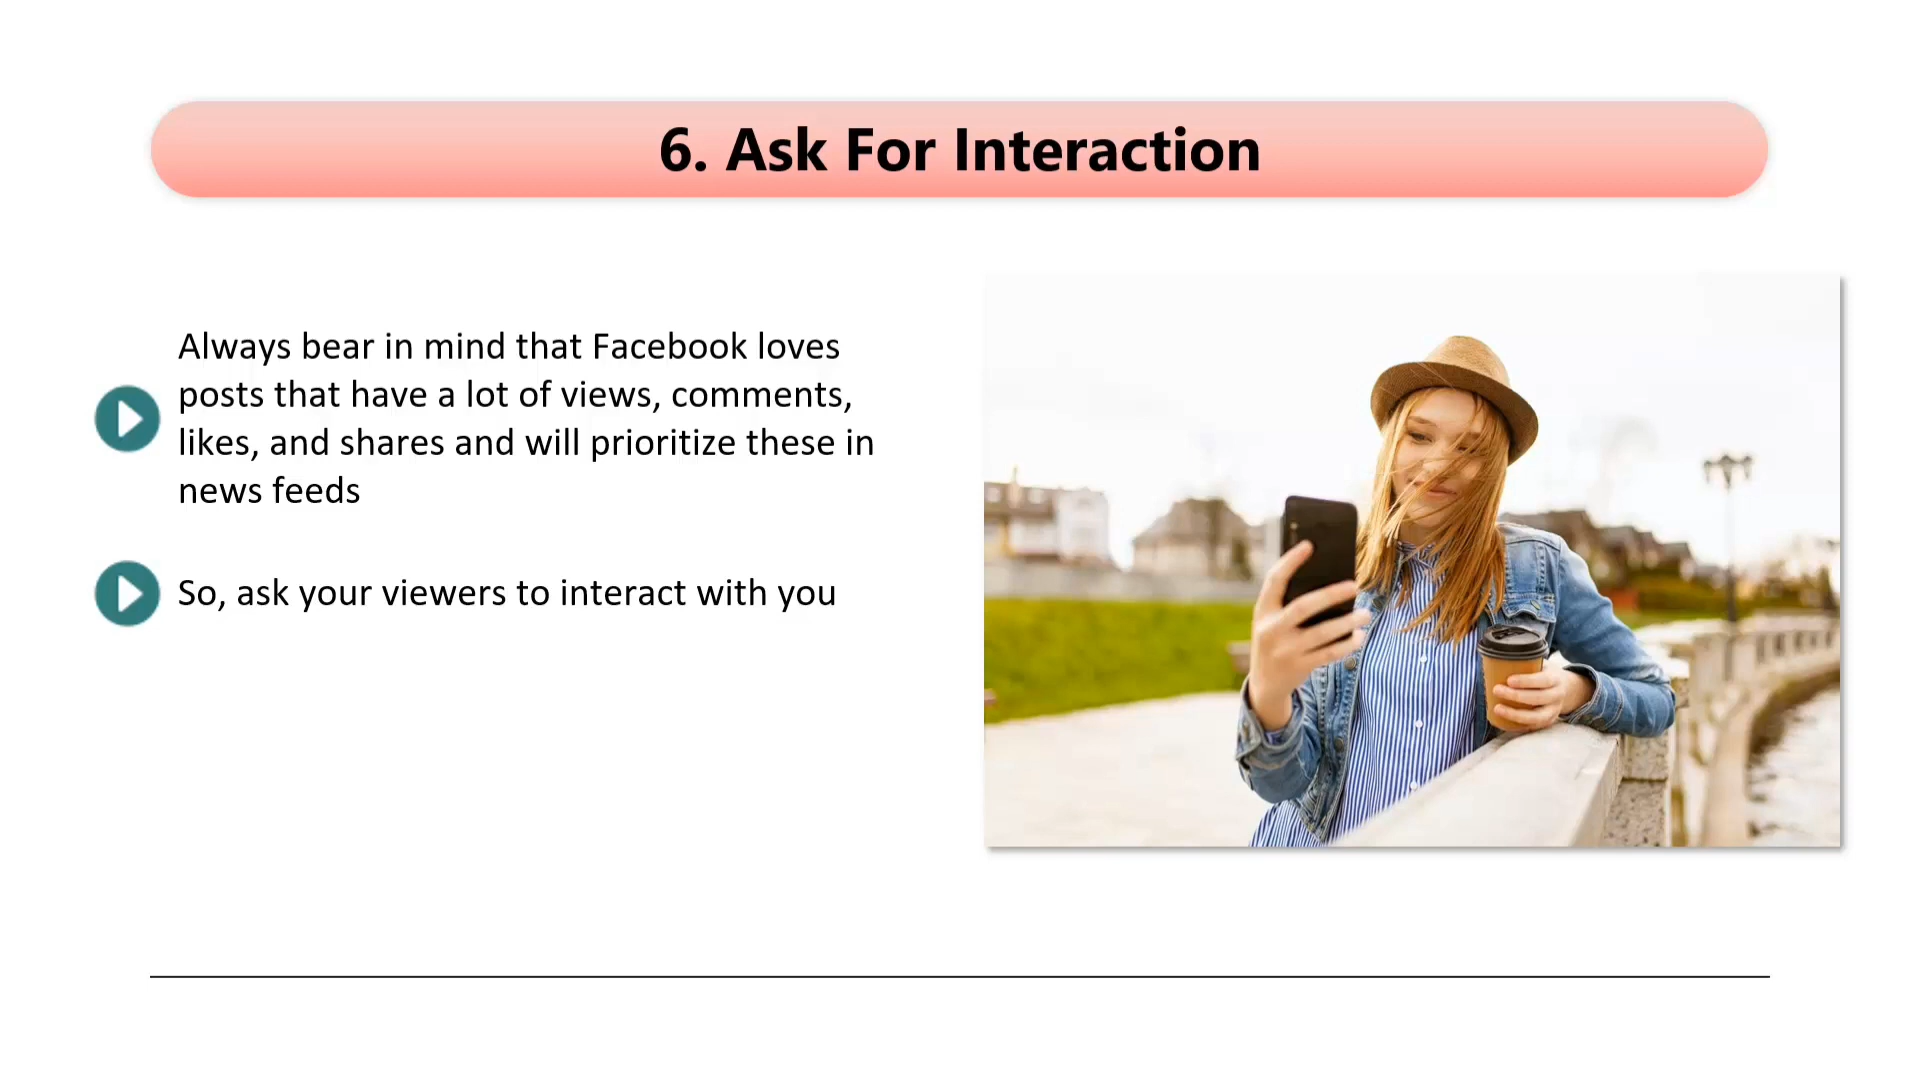 6. Ask For Interaction
Always bear in mind that Facebook loves
posts that have a lot of views, comments,
likes, and shares and will prioritize these in
news feeds
So, ask your viewers to interact with you